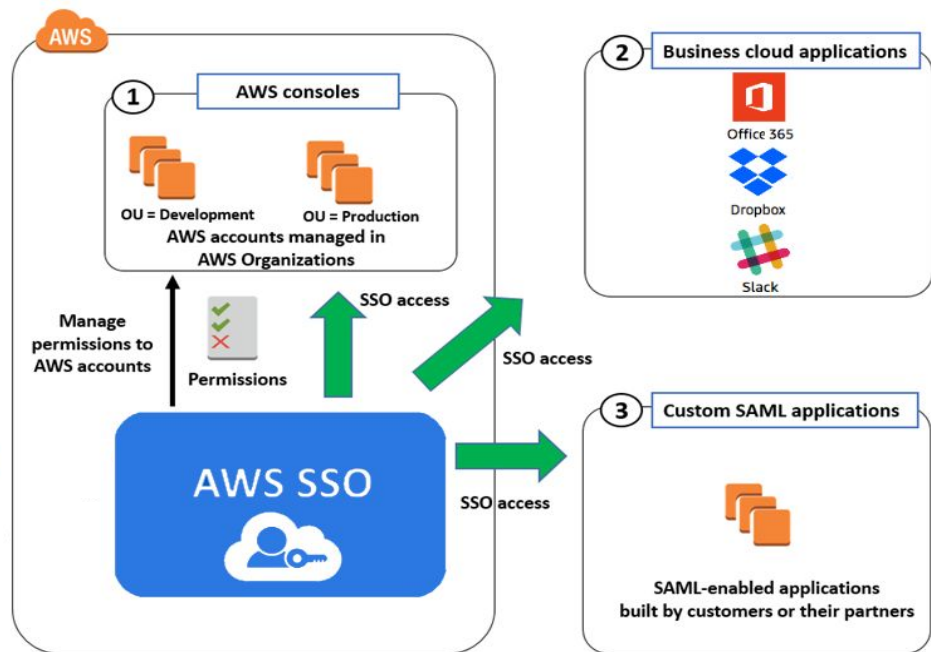 AWS
1
AWS consoles
OU = Development
OU = Production
AWS accounts managed in
AWS Organizations
Manage
permissions to
AWS accounts
Permissions
SSO access
AWS SSO
2
Business cloud applications
Office 365
Dropbox
Slack
SSO access
3
Custom SAML applications
SSO access
SAML-enabled applications
built by customers or their partners